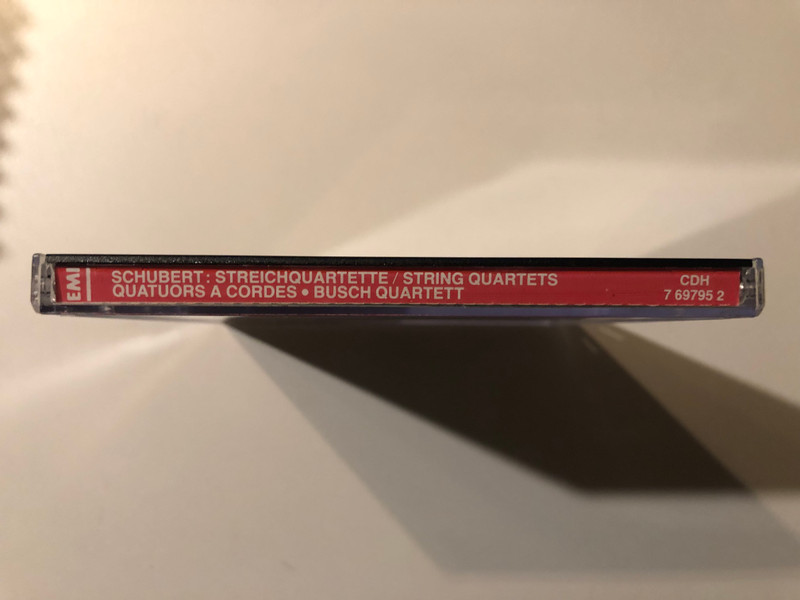 EMI
SCHUBERT : STREICHQUARTETTE / STRING QUARTETS
QUATUORS A CORDES • BUSCH QUARTETT
CDH
7 69795 2